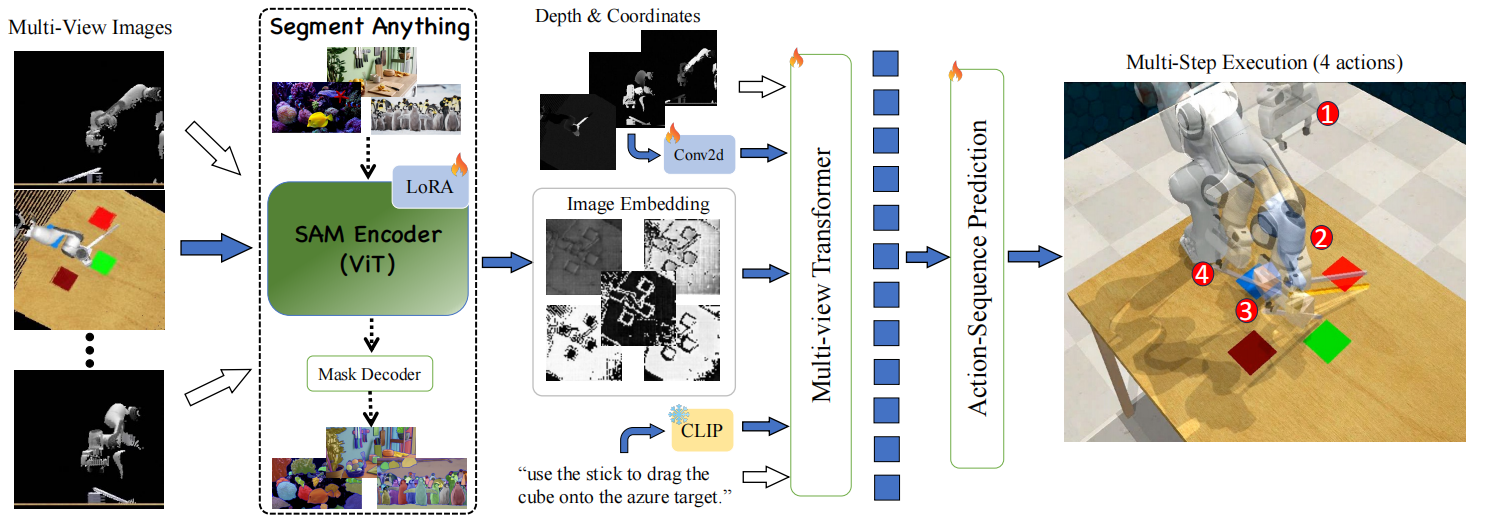 Multi-View Images
Segment Anything
LoRA
SAM Encoder
(ViT)
Mask Decoder
Depth & Coordinates
Conv2d
Image Embedding
CLIP
“use the stick to drag the
cube onto the azure target.”
Multi-view Transformer
Action-Sequence Prediction
Multi-Step Execution (4 actions)
1
2
3
4